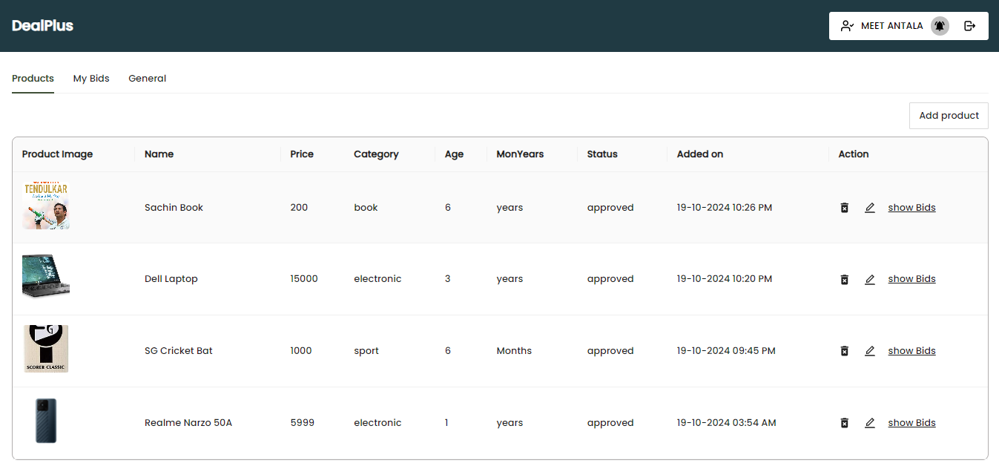 DealPlus
MEET ANTALA
Products My Bids General
Add product
Product Image Name Price Category Age MonYears Status Added on Action
TENDULKAR
Sachin Book 200 book 6 years approved 19-10-2024 10:26 PM show Bids
Dell Laptop 15000 electronic 3 years approved 19-10-2024 10:20 PM show Bids
G
SCORER CLASSIC
SG Cricket Bat 1000 sport 6 Months approved 19-10-2024 09:45 PM show Bids
Realme Narzo 50A 5999 electronic 1 years approved 19-10-2024 03:54 AM show Bids